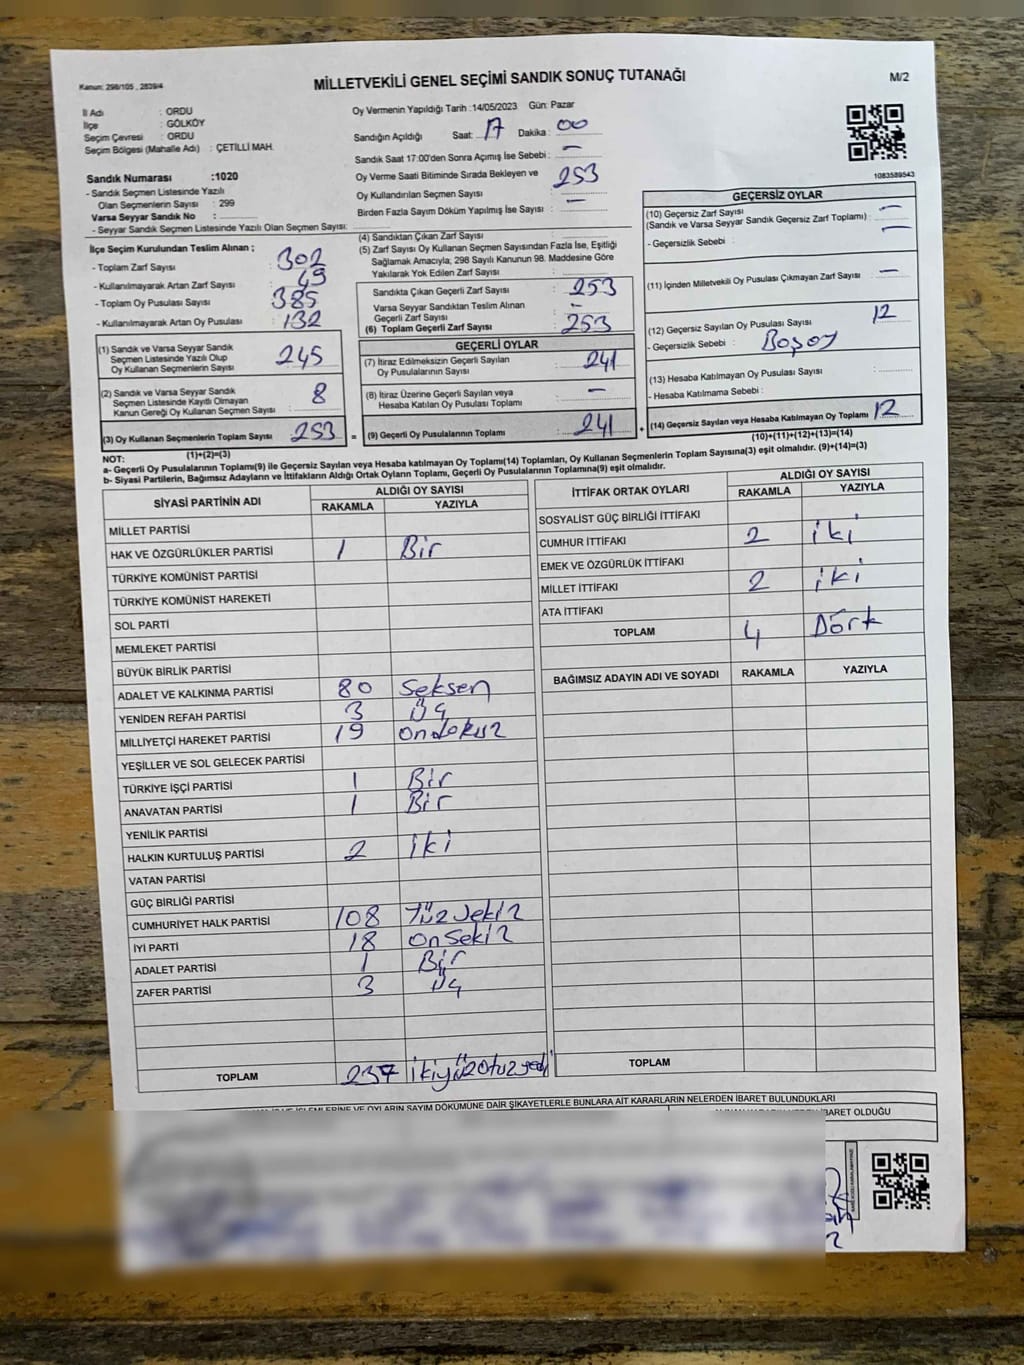 Kanun: 298/105 , 2839/4
MİLLETVEKİLİ GENEL SEÇİMİ SANDIK SONUÇ TUTANAĞI
M/2
İl Adı : ORDU
İlçe : GÖLKÖY
Seçim Çevresi : ORDU
Seçim Bölgesi (Mahalle Adı) : ÇETİLLİ MAH.
Sandık Numarası :1020
- Sandık Seçmen Listesinde Yazılı
Olan Seçmenlerin Sayısı : 299
Varsa Seyyar Sandık No :
- Seyyar Sandık Seçmen Listesinde Yazılı Olan Seçmen Sayısı:
Oy Vermenin Yapıldığı Tarih :14/05/2023 Gün: Pazar
Sandığın Açıldığı Saat: 17 Dakika : 00
Sandık Saat 17:00'den Sonra Açımış İse Sebebi : –
Oy Verme Saati Bitiminde Sırada Bekleyen ve 253
Oy Kullandırılan Seçmen Sayısı :
Birden Fazla Sayım Döküm Yapılmış İse Sayısı : –
1083589543
İlçe Seçim Kurulundan Teslim Alınan ;
- Toplam Zarf Sayısı : 302
- Kullanılmayarak Artan Zarf Sayısı : 49
- Toplam Oy Pusulası Sayısı : 385
- Kullanılmayarak Artan Oy Pusulası : 132
(1) Sandık ve Varsa Seyyar Sandık
Seçmen Listesinde Yazılı Olup
Oy Kullanan Seçmenlerin Sayısı : 245
(2) Sandık ve Varsa Seyyar Sandık
Seçmen Listesinde Kayıtlı Olmayan
Kanun Gereği Oy Kullanan Seçmen Sayısı : 8
(3) Oy Kullanan Seçmenlerin Toplam Sayısı 253 =
(1)+(2)=(3)
(4) Sandıktan Çıkan Zarf Sayısı :
(5) Zarf Sayısı Oy Kullanan Seçmen Sayısından Fazla İse, Eşitliği
Sağlamak Amacıyla; 298 Sayılı Kanunun 98. Maddesine Göre
Yakılarak Yok Edilen Zarf Sayısı :
Sandıkta Çıkan Geçerli Zarf Sayısı : 253
Varsa Seyyar Sandıktan Teslim Alınan
Geçerli Zarf Sayısı : –
(6) Toplam Geçerli Zarf Sayısı : 253
GEÇERLİ OYLAR
(7) İtiraz Edilmeksizin Geçerli Sayılan
Oy Pusulalarının Sayısı : 241
(8) İtiraz Üzerine Geçerli Sayılan veya
Hesaba Katılan Oy Pusulası Toplamı : –
(9) Geçerli Oy Pusulalarının Toplamı : 241 +
GEÇERSİZ OYLAR
(10) Geçersiz Zarf Sayısı : –
(Sandık ve Varsa Seyyar Sandık Geçersiz Zarf Toplamı) :
- Geçersizlik Sebebi : –
(11) İçinden Milletvekili Oy Pusulası Çıkmayan Zarf Sayısı : –
(12) Geçersiz Sayılan Oy Pusulası Sayısı : 12
- Geçersizlik Sebebi : Boşoy
(13) Hesaba Katılmayan Oy Pusulası Sayısı :
- Hesaba Katılmama Sebebi :
(14) Geçersiz Sayılan veya Hesaba Katılmayan Oy Toplamı : 12
(10)+(11)+(12)+(13)=(14)
NOT:
a- Geçerli Oy Pusulalarının Toplamı(9) ile Geçersiz Sayılan veya Hesaba katılmayan Oy Toplamı(14) Toplamları, Oy Kullanan Seçmenlerin Toplam Sayısına(3) eşit olmalıdır. (9)+(14)=(3)
b- Siyasi Partilerin, Bağımsız Adayların ve İttifakların Aldığı Ortak Oyların Toplamı, Geçerli Oy Pusulalarının Toplamına(9) eşit olmalıdır.
SİYASİ PARTİNİN ADI ALDIĞI OY SAYISI
RAKAMLA YAZIYLA
MİLLET PARTİSİ
HAK VE ÖZGÜRLÜKLER PARTİSİ 1 Bir
TÜRKİYE KOMÜNİST PARTİSİ
TÜRKİYE KOMÜNİST HAREKETİ
SOL PARTİ
MEMLEKET PARTİSİ
BÜYÜK BİRLİK PARTİSİ
ADALET VE KALKINMA PARTİSİ 80 Seksen
YENİDEN REFAH PARTİSİ 3 üç
MİLLİYETÇİ HAREKET PARTİSİ 19 ondokuz
YEŞİLLER VE SOL GELECEK PARTİSİ
TÜRKİYE İŞÇİ PARTİSİ 1 Bir
ANAVATAN PARTİSİ 1 Bir
YENİLİK PARTİSİ
HALKIN KURTULUŞ PARTİSİ 2 iki
VATAN PARTİSİ
GÜÇ BİRLİĞİ PARTİSİ
CUMHURİYET HALK PARTİSİ 108 Yüzsekiz
İYİ PARTİ 18 onsekiz
ADALET PARTİSİ 1 Bir
ZAFER PARTİSİ 3 üç
TOPLAM 237 ikiyüzotuzyedi
İTTİFAK ORTAK OYLARI ALDIĞI OY SAYISI
RAKAMLA YAZIYLA
SOSYALİST GÜÇ BİRLİĞİ İTTİFAKI
CUMHUR İTTİFAKI 2 iki
EMEK VE ÖZGÜRLÜK İTTİFAKI
MİLLET İTTİFAKI 2 iki
ATA İTTİFAKI
TOPLAM 4 Dört
BAĞIMSIZ ADAYIN ADI VE SOYADI RAKAMLA YAZIYLA
TOPLAM
İŞLEMLERİNE VE OYLARIN SAYIM DÖKÜMÜNE DAİR ŞİKAYETLERLE BUNLARA AİT KARARLARIN NELERDEN İBARET BULUNDUKLARI
İBARET OLDUĞU